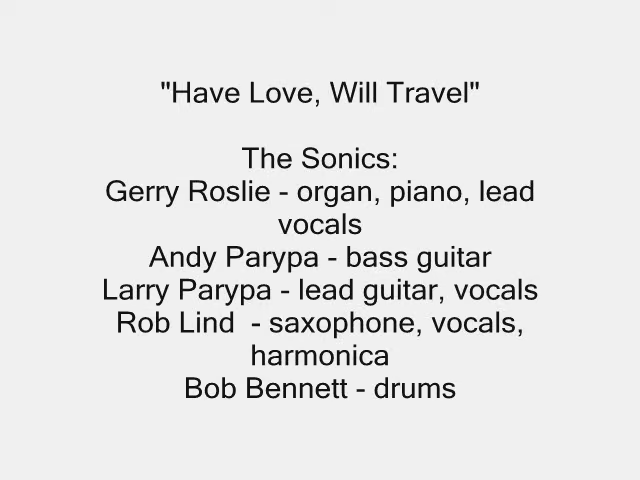 "Have Love, Will Travel"
The Sonics:
Gerry Roslie - organ, piano, lead
vocals
Andy Parypa - bass guitar
Larry Parypa - lead guitar, vocals
Rob Lind  - saxophone, vocals,
harmonica
Bob Bennett - drums